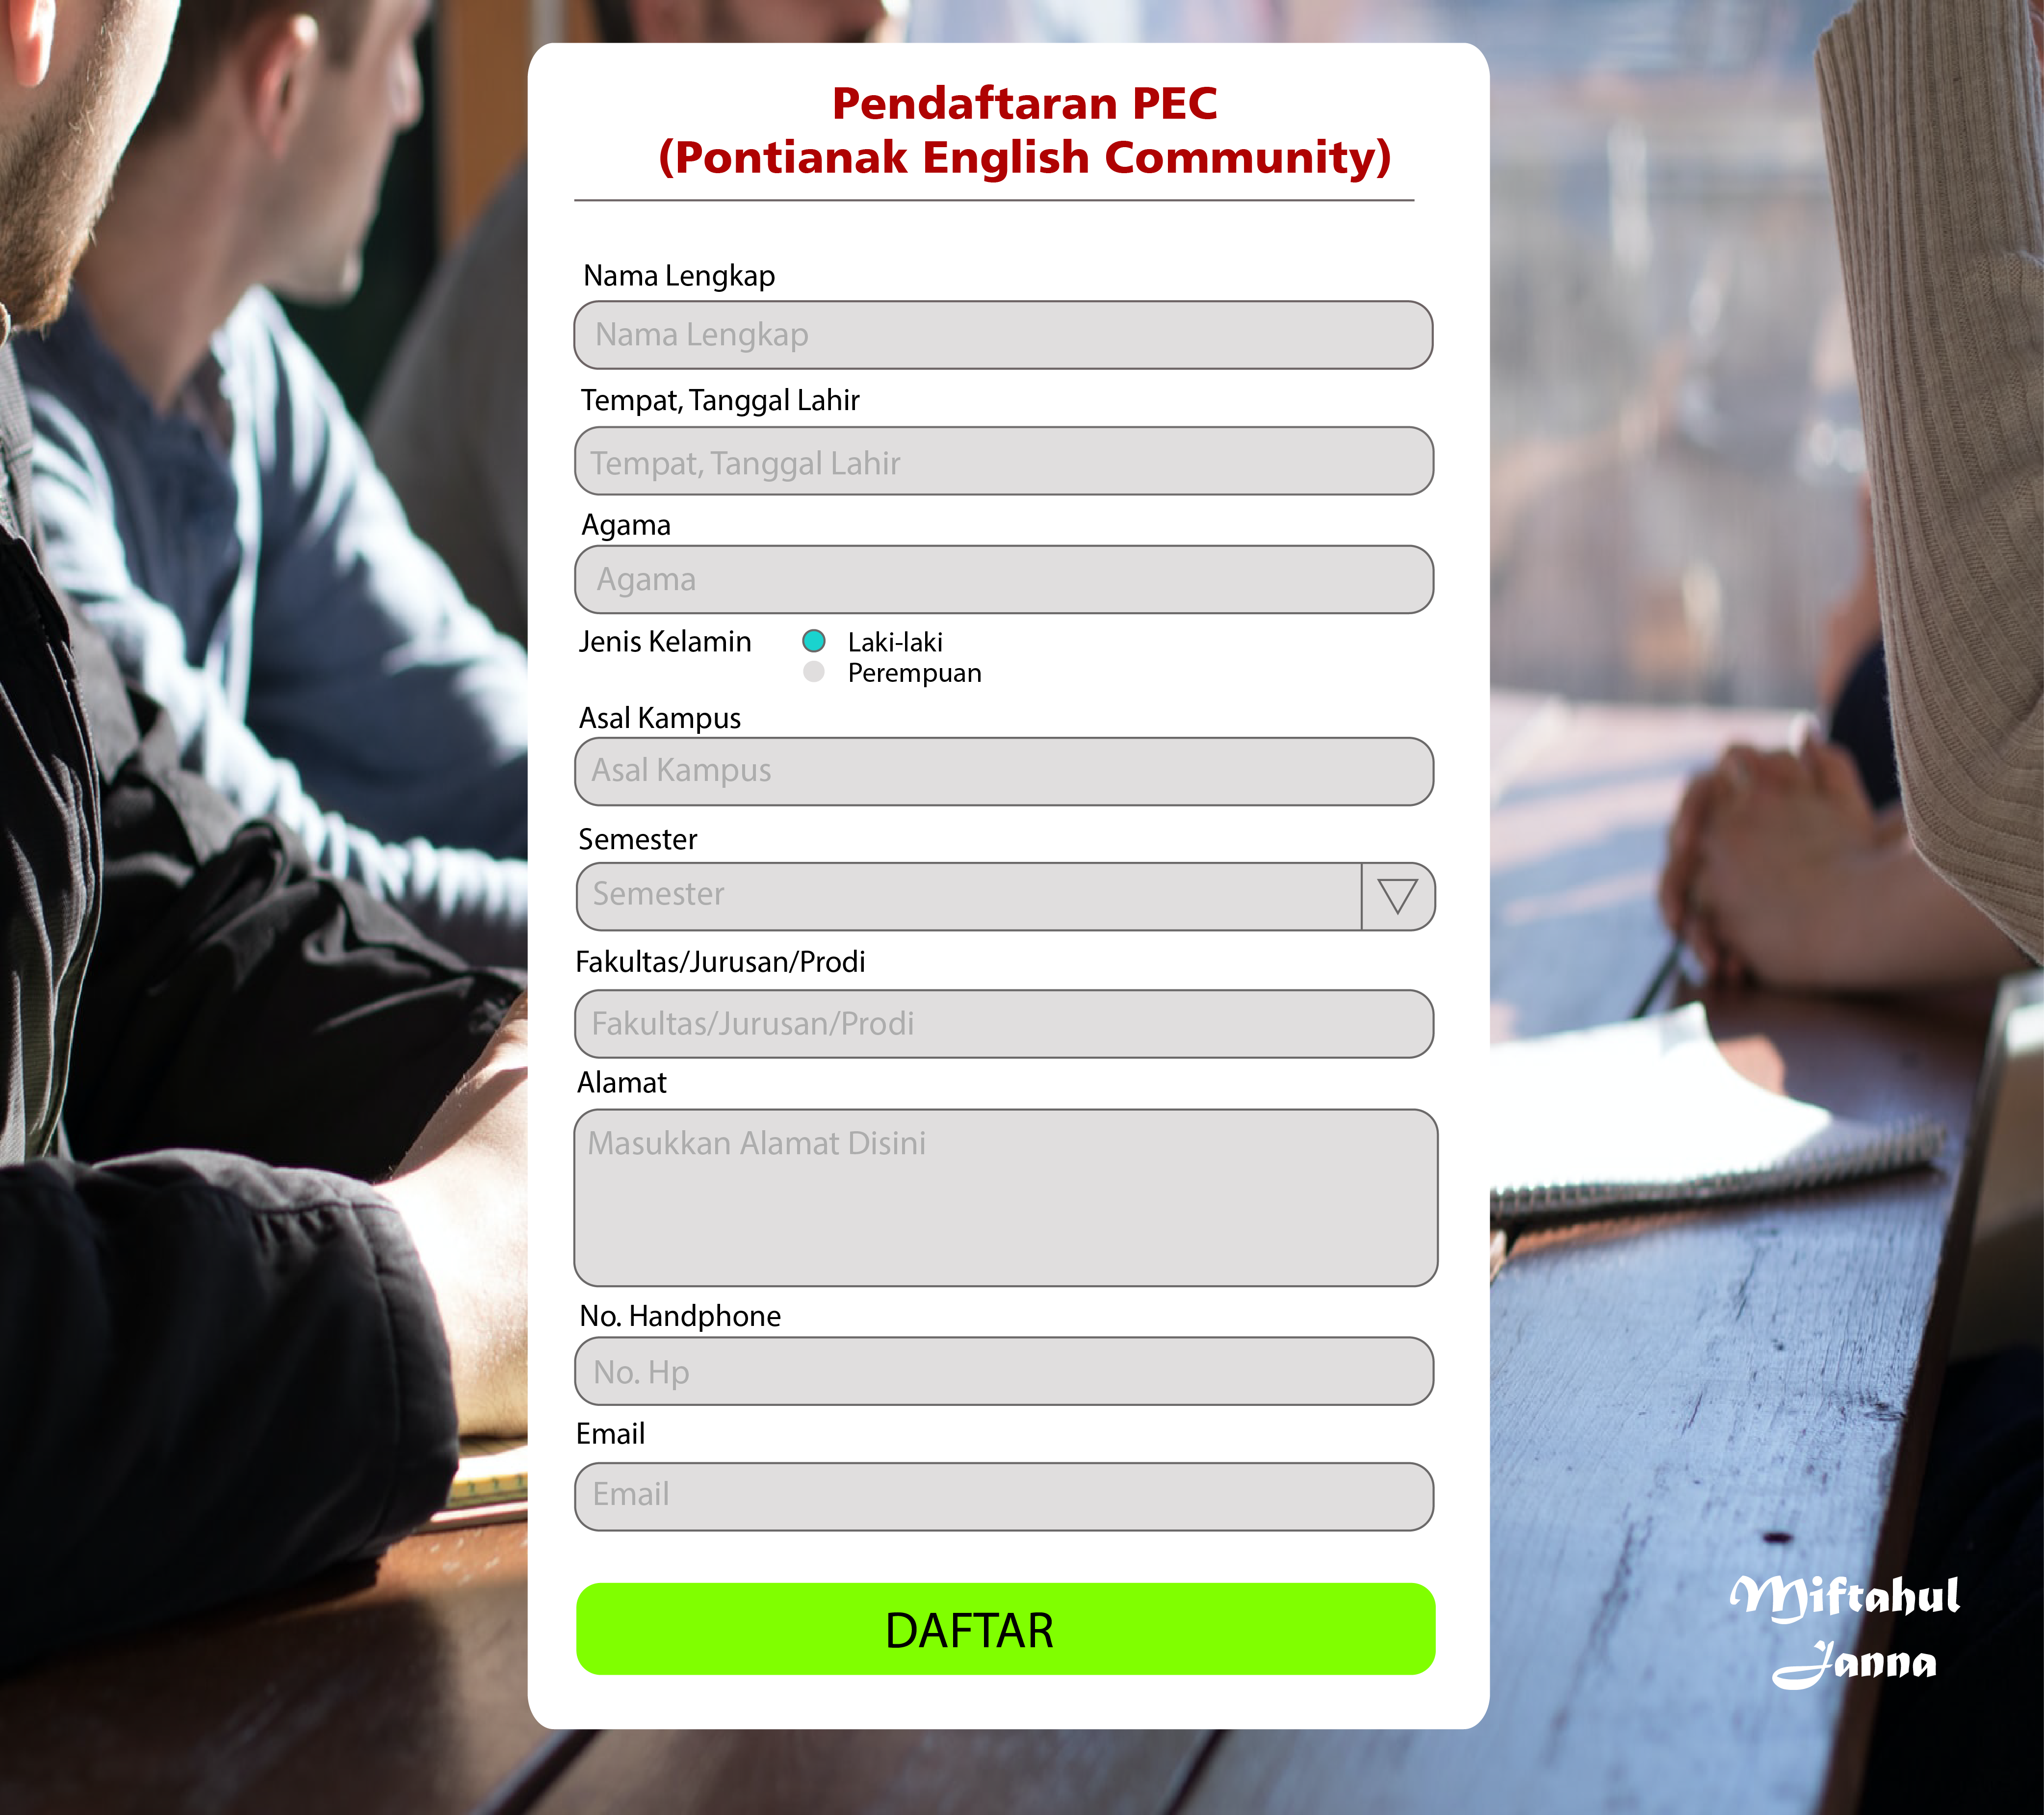 Pendaftaran PEC
(Pontianak English Community)
Nama Lengkap
Nama Lengkap
Tempat, Tanggal Lahir
Tempat, Tanggal Lahir
Agama
Agama
Jenis Kelamin Laki-laki
Perempuan
Asal Kampus
Asal Kampus
Semester
Semester
Fakultas/Jurusan/Prodi
Fakultas/Jurusan/Prodi
Alamat
Masukkan Alamat Disini
No. Handphone
No. Hp
Email
Email
DAFTAR
Miftahul
Janna